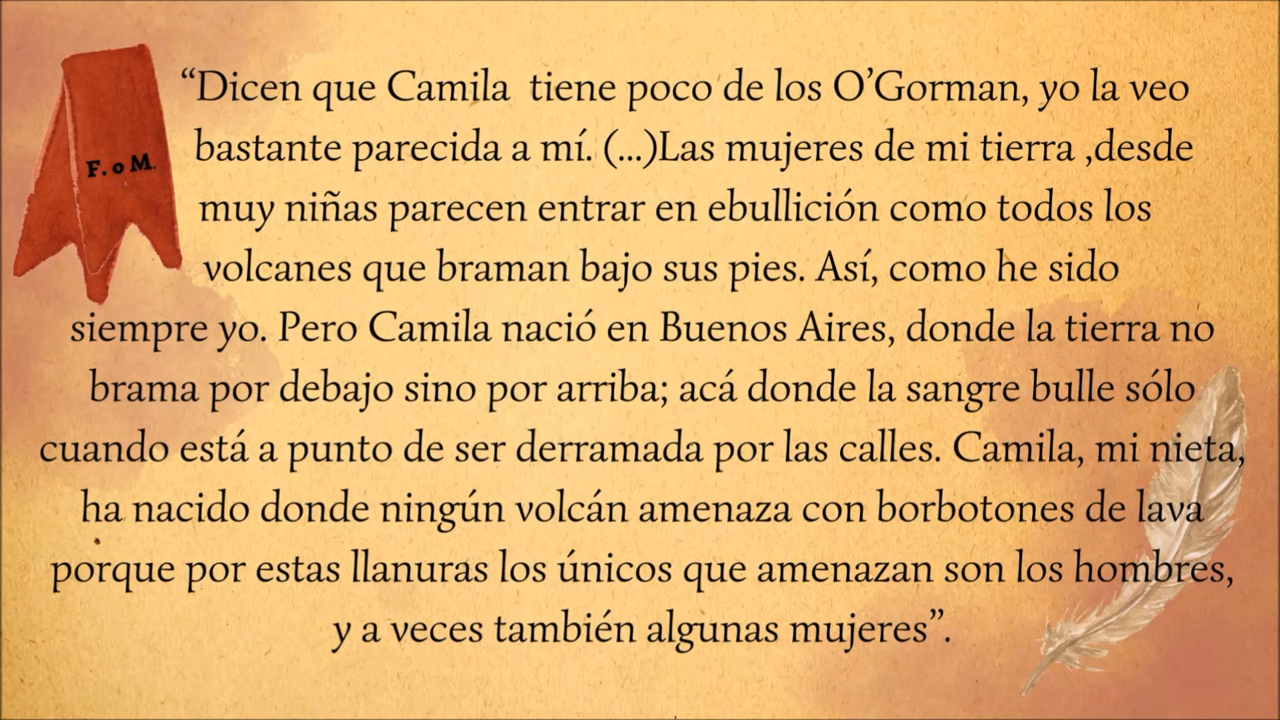 “Dicen que Camila tiene poco de los O’Gorman, yo la veo
bastante parecida a mí. (...)Las mujeres de mi tierra ,desde
muy niñas parecen entrar en ebullición como todos los
volcanes que braman bajo sus pies. Así, como he sido
siempre yo. Pero Camila nació en Buenos Aires, donde la tierra no
brama por debajo sino por arriba; acá donde la sangre bulle sólo
cuando está a punto de ser derramada por las calles. Camila, mi nieta,
ha nacido donde ningún volcán amenaza con borbotones de lava
porque por estas llanuras los únicos que amenazan son los hombres,
y a veces también algunas mujeres”.
F. o M.